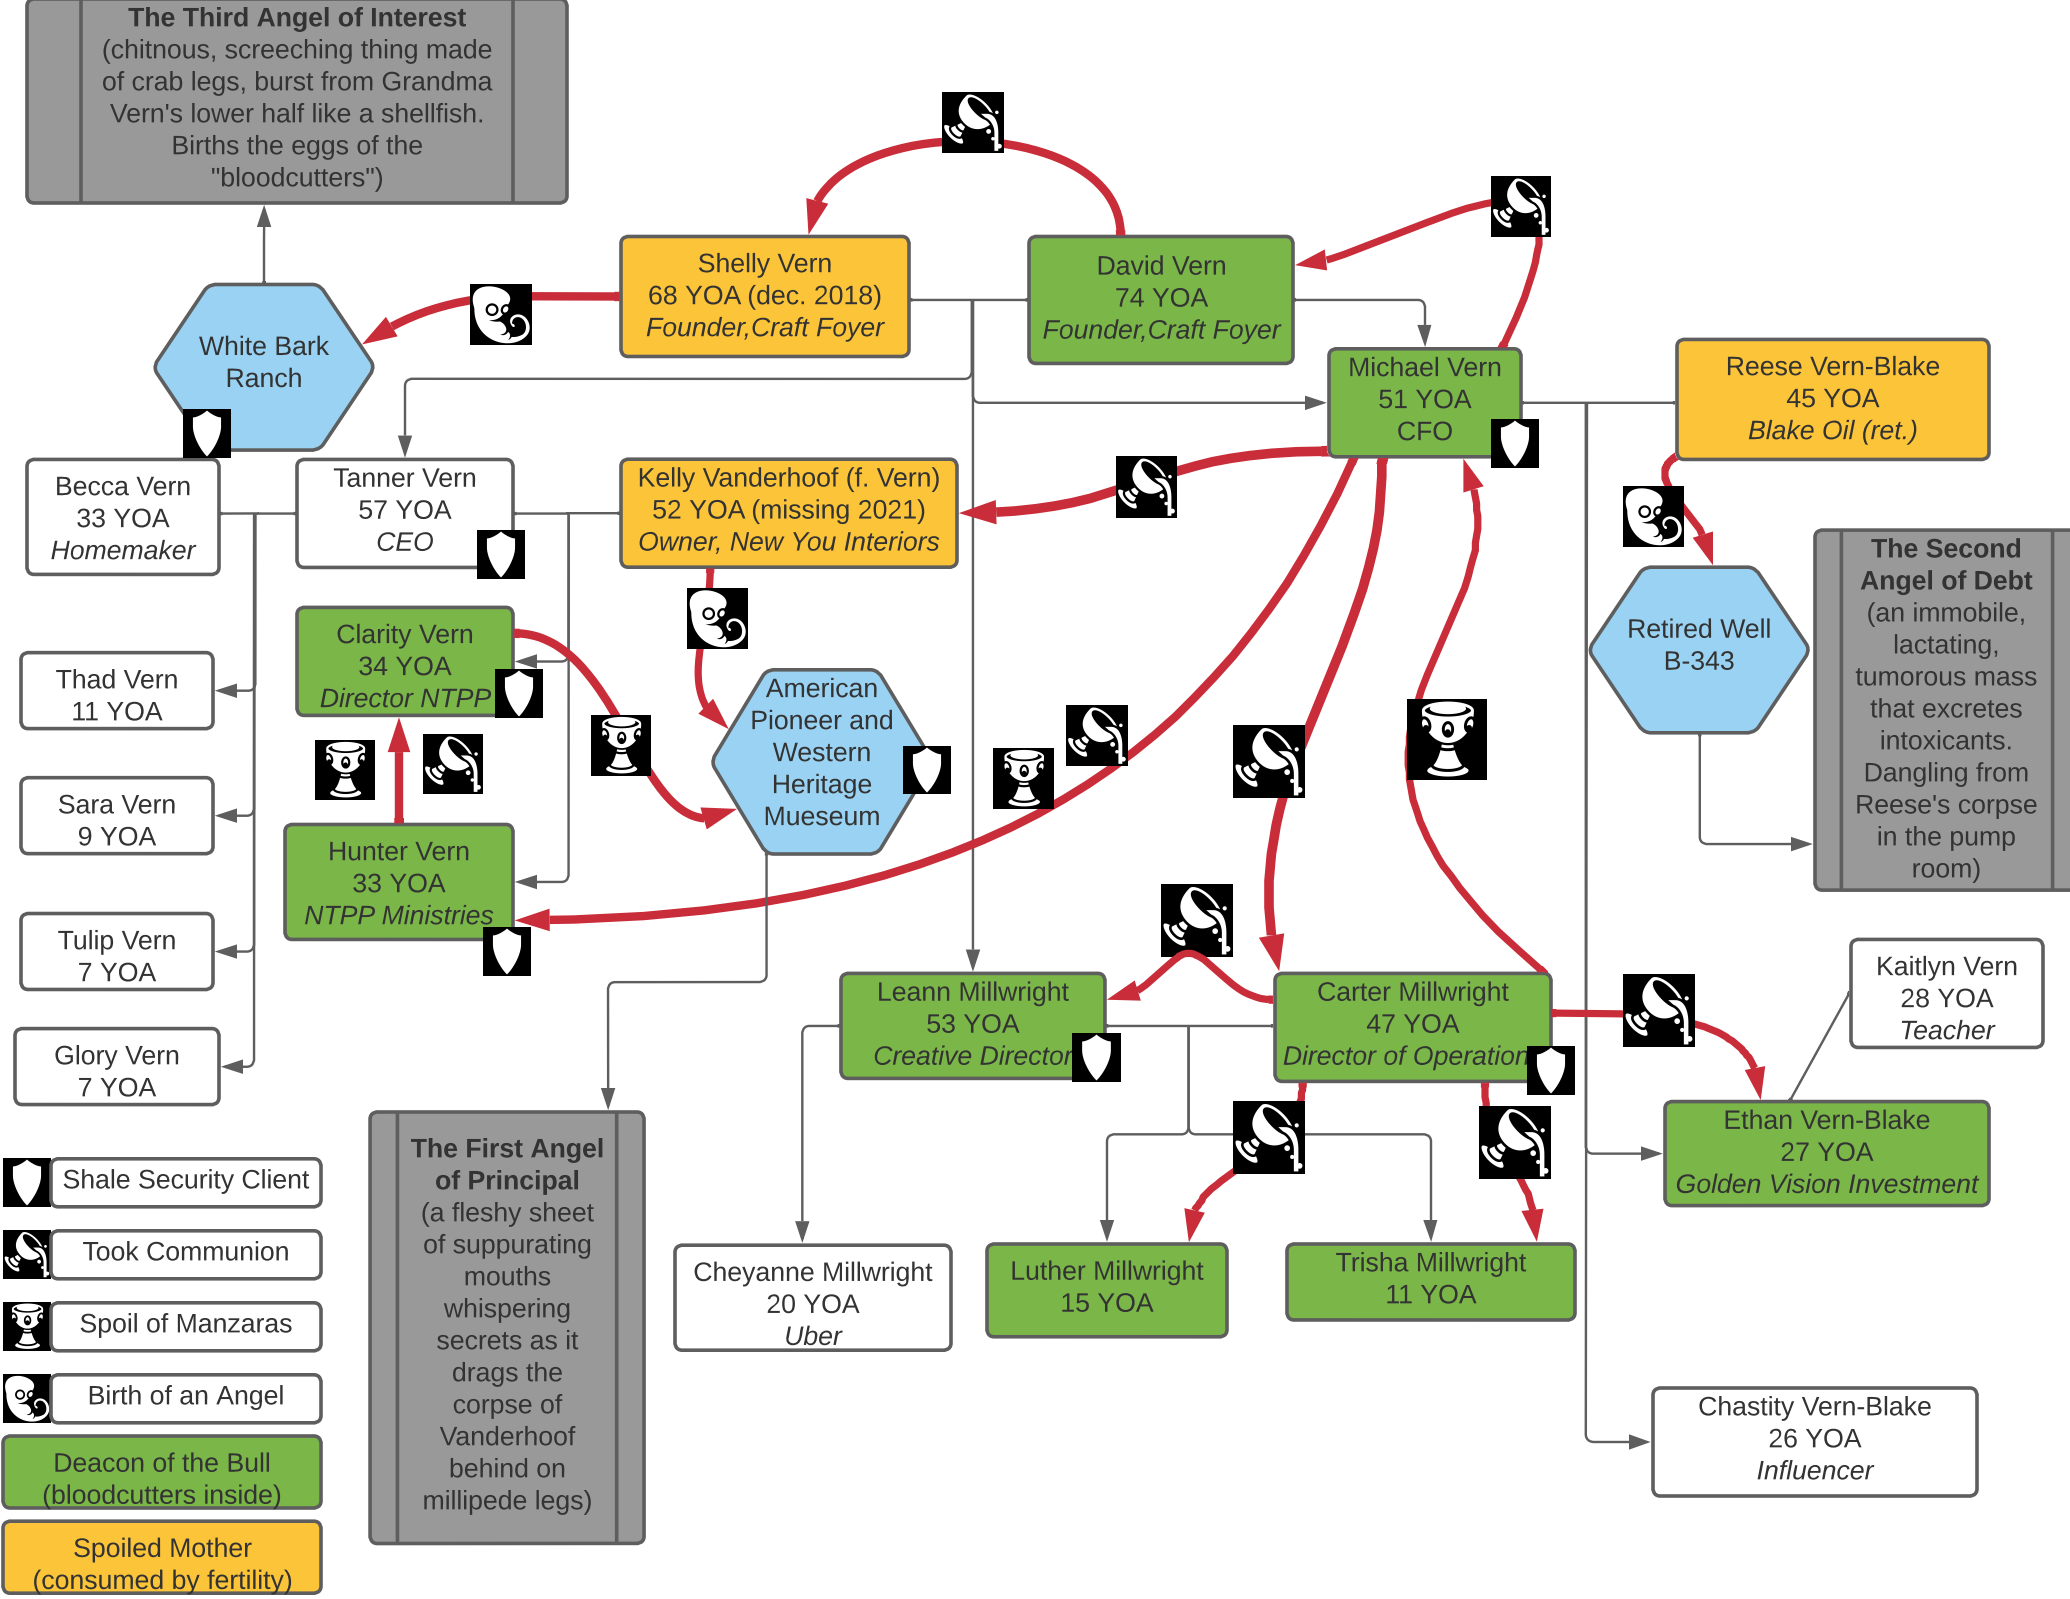 The Third Angel of Interest
(chitnous, screeching thing made
of crab legs, burst from Grandma
Vern's lower half like a shellfish.
Births the eggs of the
"bloodcutters")
Shelly Vern
68 YOA (dec. 2018)
Founder,Craft Foyer
David Vern
74 YOA
Founder,Craft Foyer
White Bark
Ranch
Michael Vern
51 YOA
CFO
Reese Vern-Blake
45 YOA
Blake Oil (ret.)
Becca Vern
33 YOA
Homemaker
Tanner Vern
57 YOA
CEO
Kelly Vanderhoof (f. Vern)
52 YOA (missing 2021)
Owner, New You Interiors
The Second
Angel of Debt
(an immobile,
lactating,
tumorous mass
that excretes
intoxicants.
Dangling from
Reese's corpse
in the pump
room)
Retired Well
B-343
Clarity Vern
34 YOA
Director NTPP
Thad Vern
11 YOA
American
Pioneer and
Western
Heritage
Mueseum
Sara Vern
9 YOA
Hunter Vern
33 YOA
NTPP Ministries
Tulip Vern
7 YOA
Glory Vern
7 YOA
Leann Millwright
53 YOA
Creative Director
Carter Millwright
47 YOA
Director of Operation
Kaitlyn Vern
28 YOA
Teacher
Ethan Vern-Blake
27 YOA
Golden Vision Investment
The First Angel
of Principal
(a fleshy sheet
of suppurating
mouths
whispering
secrets as it
drags the
corpse of
Vanderhoof
behind on
millipede legs)
Cheyanne Millwright
20 YOA
Uber
Luther Millwright
15 YOA
Trisha Millwright
11 YOA
Chastity Vern-Blake
26 YOA
Influencer
Shale Security Client
Took Communion
Spoil of Manzaras
Birth of an Angel
Deacon of the Bull
(bloodcutters inside)
Spoiled Mother
(consumed by fertility)